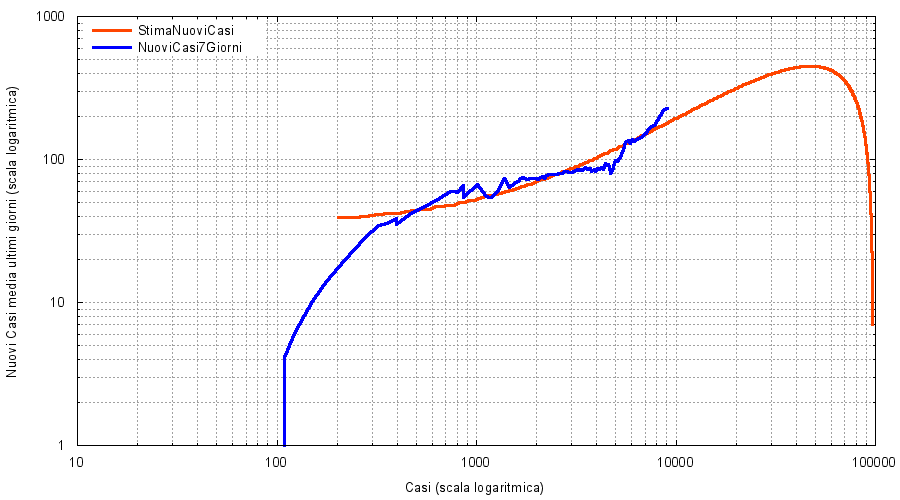 1000
StimaNuoviCasi
NuoviCasi7Giorni
100
10
1
Nuovi Casi media ultimi giorni (scala logaritmica)
10 100 1000 10000 100000
Casi (scala logaritmica)